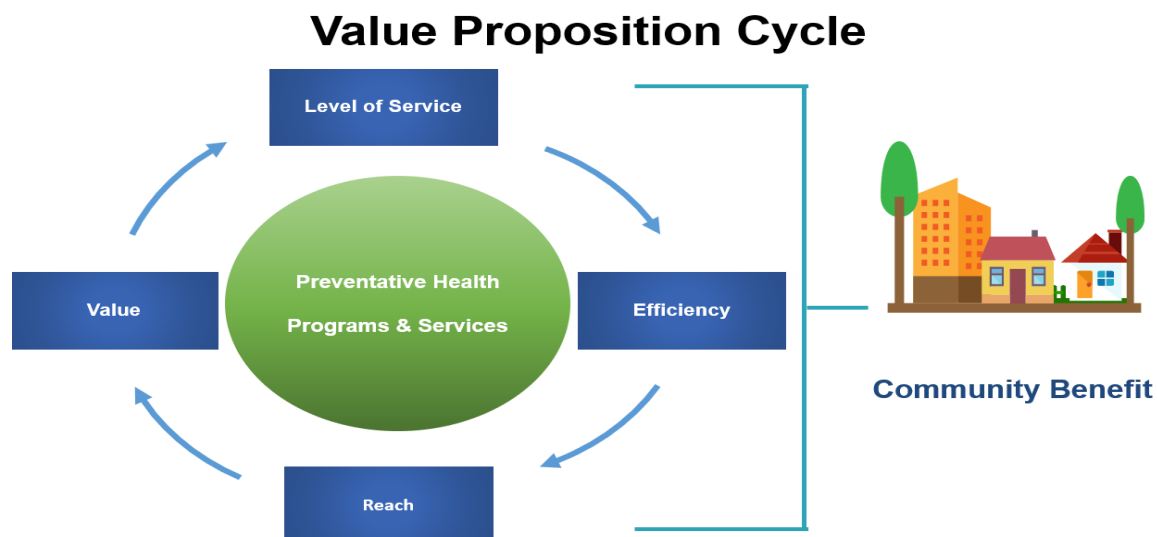 Value Proposition Cycle
Level of Service
Preventative Health
Programs & Services
Value
Efficiency
Reach
Community Benefit